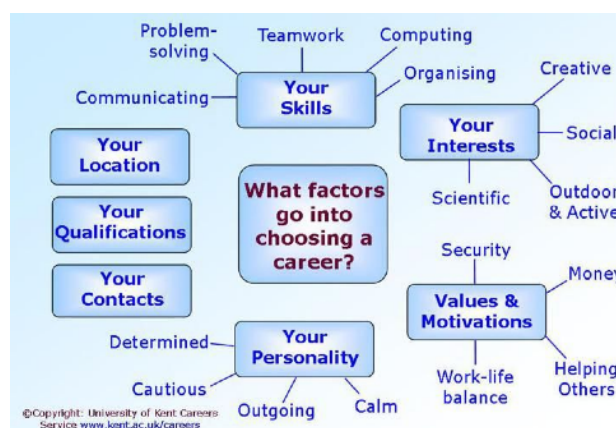 Problem-
solving
Teamwork
Computing
Communicating
Your
Skills
Organising
Creative
Your
Interests
Social
Scientific
Outdoor
& Active
Your
Location
Your
Qualifications
Your
Contacts
What factors
go into
choosing a
career?
Security
Money
Values &
Motivations
Work-life
balance
Helping
Others
Determined
Your
Personality
Cautious
Outgoing
Calm
©Copyright: University of Kent Careers
Service www.kent.ac.uk/careers